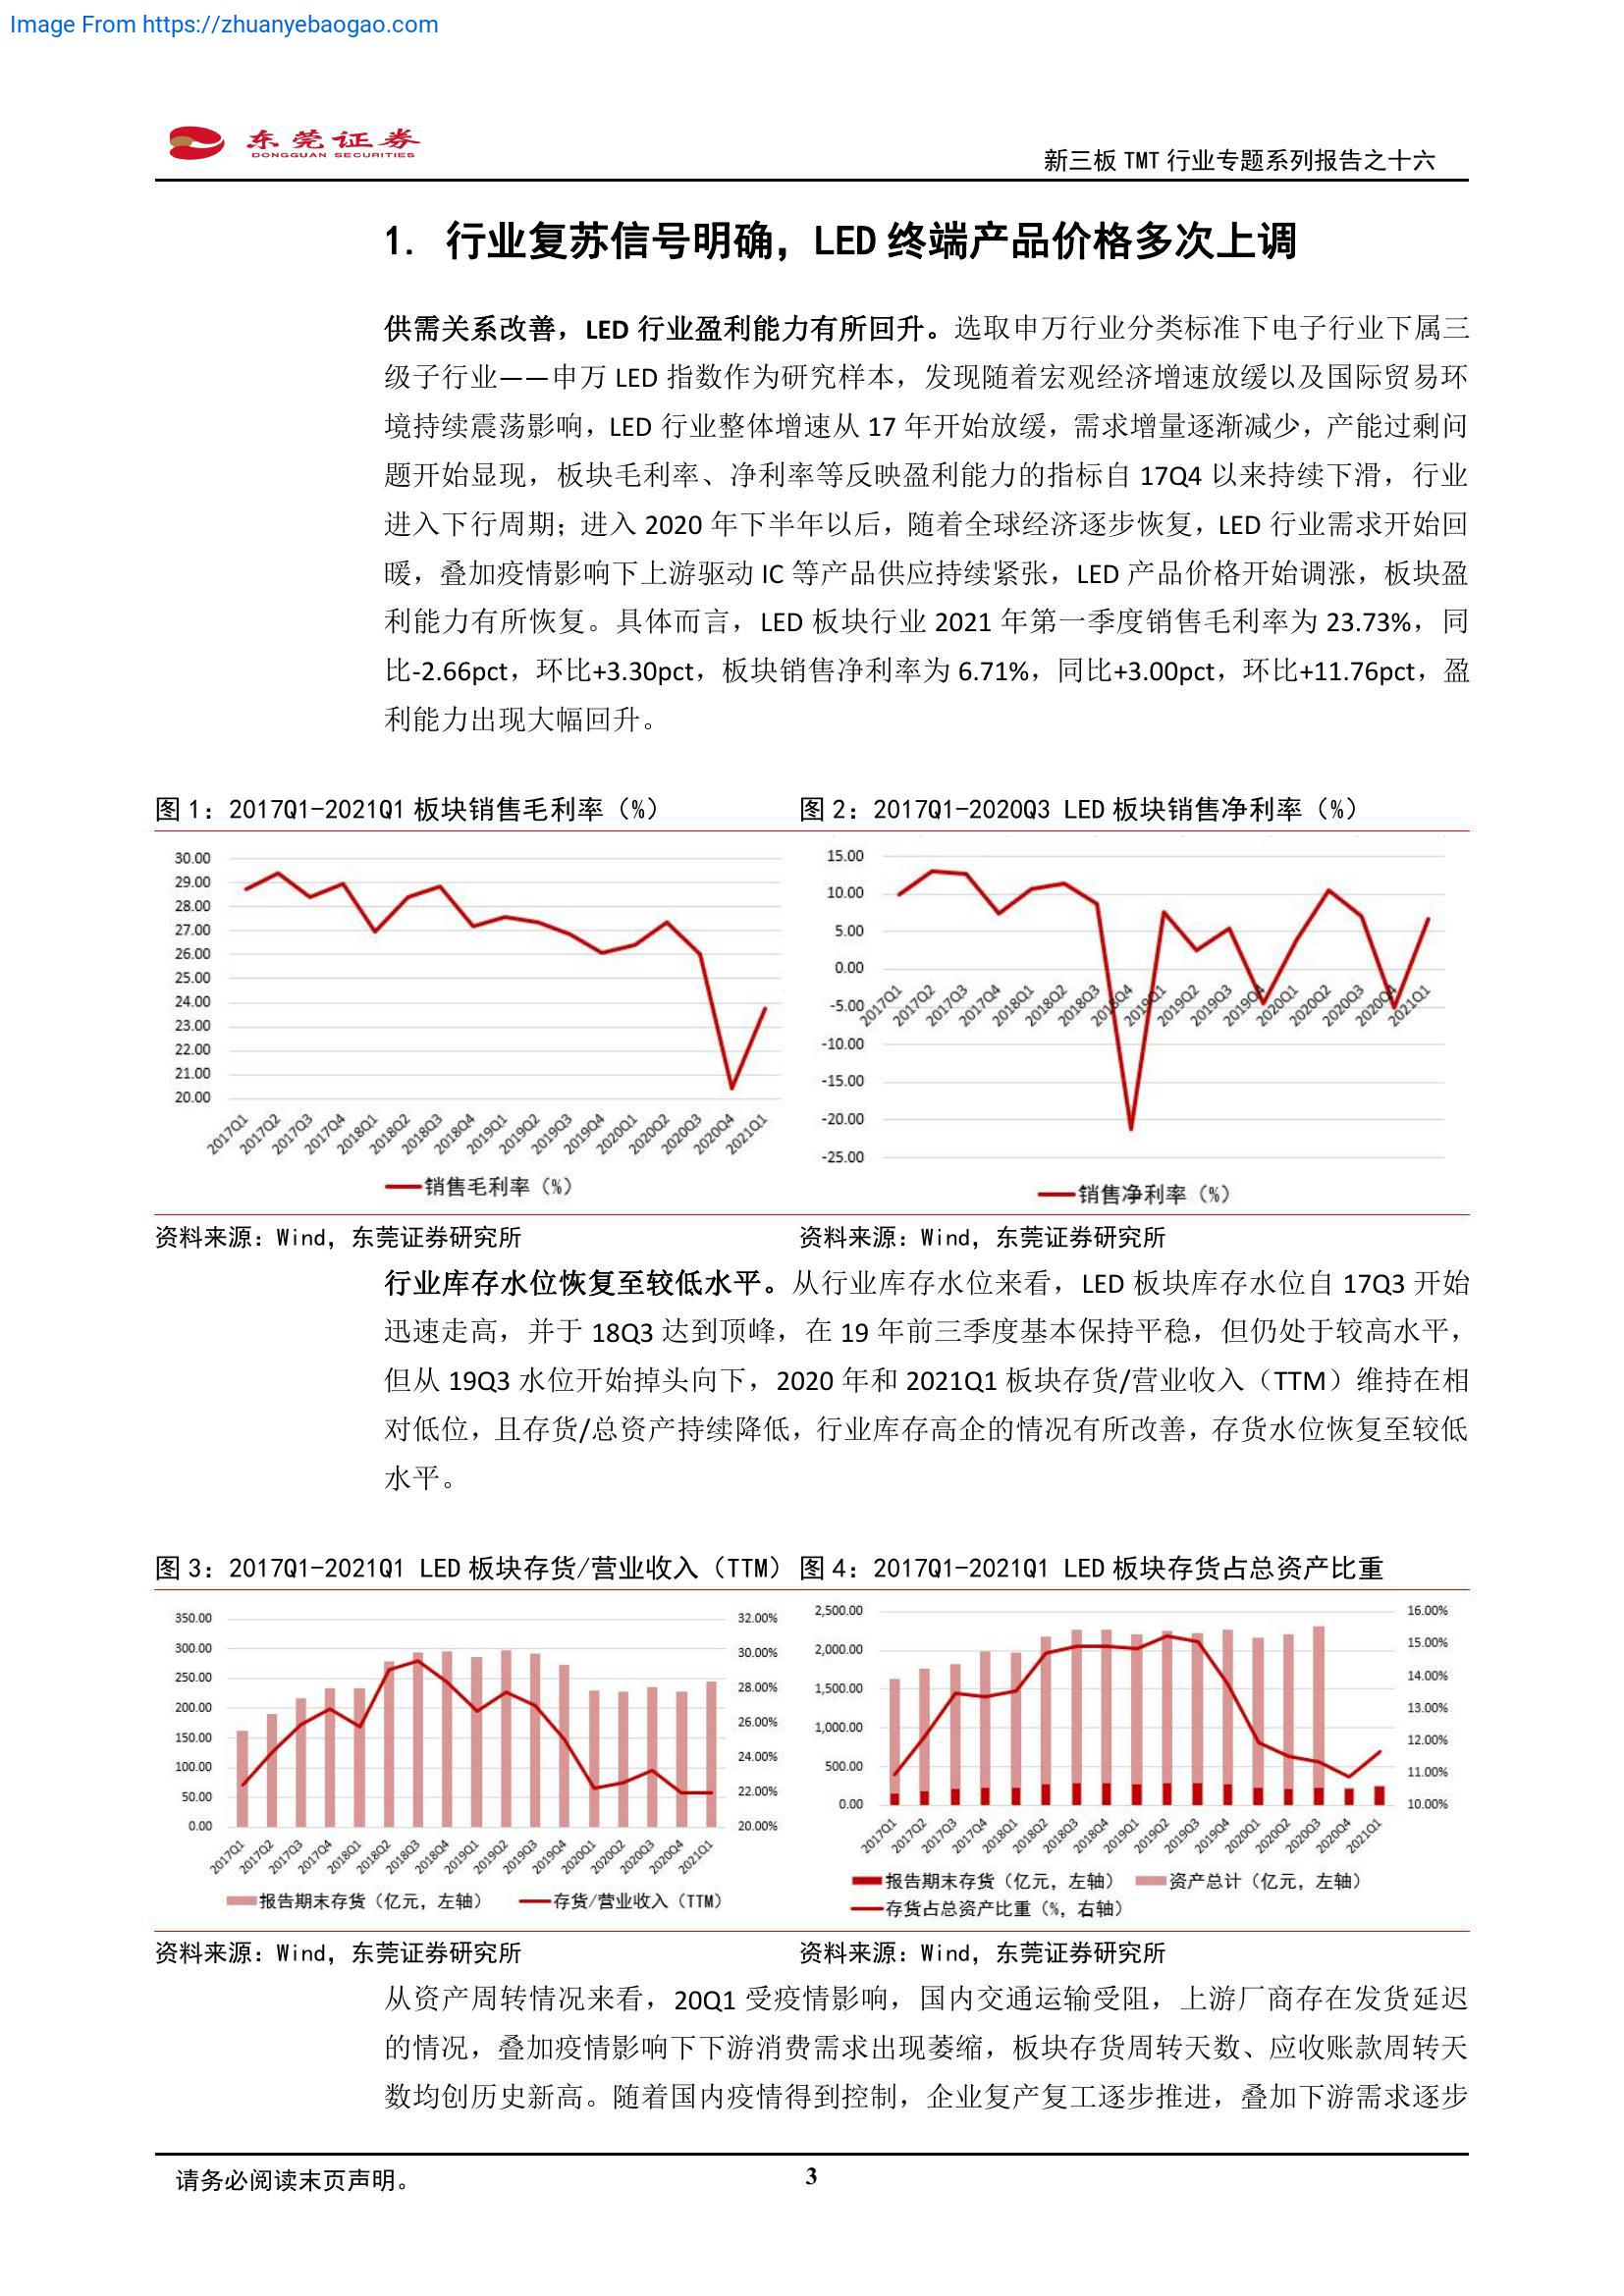 Image From https://zhuanyebaogao.com
东莞证券
DONGGUAN SECURITIES
新三板 TMT 行业专题系列报告之十六
1. 行业复苏信号明确，LED 终端产品价格多次上调
供需关系改善，LED 行业盈利能力有所回升。选取申万行业分类标准下电子行业下属三
级子行业——申万 LED 指数作为研究样本，发现随着宏观经济增速放缓以及国际贸易环
境持续震荡影响，LED 行业整体增速从 17 年开始放缓，需求增量逐渐减少，产能过剩问
题开始显现，板块毛利率、净利率等反映盈利能力的指标自 17Q4 以来持续下滑，行业
进入下行周期；进入 2020 年下半年以后，随着全球经济逐步恢复，LED 行业需求开始回
暖，叠加疫情影响下上游驱动 IC 等产品供应持续紧张，LED 产品价格开始调涨，板块盈
利能力有所恢复。具体而言，LED 板块行业 2021 年第一季度销售毛利率为 23.73%，同
比-2.66pct，环比+3.30pct，板块销售净利率为 6.71%，同比+3.00pct，环比+11.76pct，盈
利能力出现大幅回升。
图 1：2017Q1-2021Q1 板块销售毛利率（%）
30.00
29.00
28.00
27.00
26.00
25.00
24.00
23.00
22.00
21.00
20.00
2017Q1 2017Q2 2017Q3 2017Q4 2018Q1 2018Q2 2018Q3 2018Q4 2019Q1 2019Q2 2019Q3 2019Q4 2020Q1 2020Q2 2020Q3 2020Q4 2021Q1
销售毛利率（%）
图 2：2017Q1-2020Q3 LED 板块销售净利率（%）
15.00
10.00
5.00
0.00
-5.00
-10.00
-15.00
-20.00
-25.00
2017Q1 2017Q2 2017Q3 2017Q4 2018Q1 2018Q2 2018Q3 2018Q4 2019Q1 2019Q2 2019Q3 2019Q4 2020Q1 2020Q2 2020Q3 2020Q4 2021Q1
销售净利率（%）
资料来源：Wind，东莞证券研究所
资料来源：Wind，东莞证券研究所
行业库存水位恢复至较低水平。从行业库存水位来看，LED 板块库存水位自 17Q3 开始
迅速走高，并于 18Q3 达到顶峰，在 19 年前三季度基本保持平稳，但仍处于较高水平，
但从 19Q3 水位开始掉头向下，2020 年和 2021Q1 板块存货/营业收入（TTM）维持在相
对低位，且存货/总资产持续降低，行业库存高企的情况有所改善，存货水位恢复至较低
水平。
图 3：2017Q1-2021Q1 LED 板块存货/营业收入（TTM）
350.00
300.00
250.00
200.00
150.00
100.00
50.00
0.00
32.00%
30.00%
28.00%
26.00%
24.00%
22.00%
20.00%
2017Q1 2017Q2 2017Q3 2017Q4 2018Q1 2018Q2 2018Q3 2018Q4 2019Q1 2019Q2 2019Q3 2019Q4 2020Q1 2020Q2 2020Q3 2020Q4 2021Q1
报告期末存货（亿元，左轴） 存货/营业收入（TTM）
图 4：2017Q1-2021Q1 LED 板块存货占总资产比重
2,500.00
2,000.00
1,500.00
1,000.00
500.00
0.00
16.00%
15.00%
14.00%
13.00%
12.00%
11.00%
10.00%
2017Q1 2017Q2 2017Q3 2017Q4 2018Q1 2018Q2 2018Q3 2018Q4 2019Q1 2019Q2 2019Q3 2019Q4 2020Q1 2020Q2 2020Q3 2020Q4 2021Q1
报告期末存货（亿元，左轴） 资产总计（亿元，左轴）
存货占总资产比重（%，右轴）
资料来源：Wind，东莞证券研究所
资料来源：Wind，东莞证券研究所
从资产周转情况来看，20Q1 受疫情影响，国内交通运输受阻，上游厂商存在发货延迟
的情况，叠加疫情影响下下游消费需求出现萎缩，板块存货周转天数、应收账款周转天
数均创历史新高。随着国内疫情得到控制，企业复产复工逐步推进，叠加下游需求逐步
请务必阅读末页声明。
3